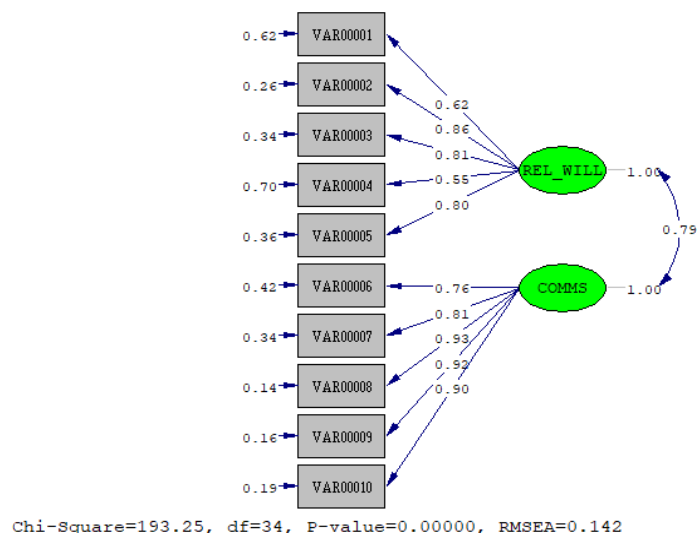 0.62 VAR00001
0.26 VAR00002 0.62
0.86
0.34 VAR00003 0.81
REL_WILL 1.00
0.70 VAR00004 0.55
0.36 VAR00005 0.80
0.79
0.42 VAR00006 0.76 COMMS 1.00
0.81
0.34 VAR00007 0.93
0.92
0.14 VAR00008 0.90
0.16 VAR00009
0.19 VAR00010
Chi-Square=193.25, df=34, P-value=0.00000, RMSEA=0.142